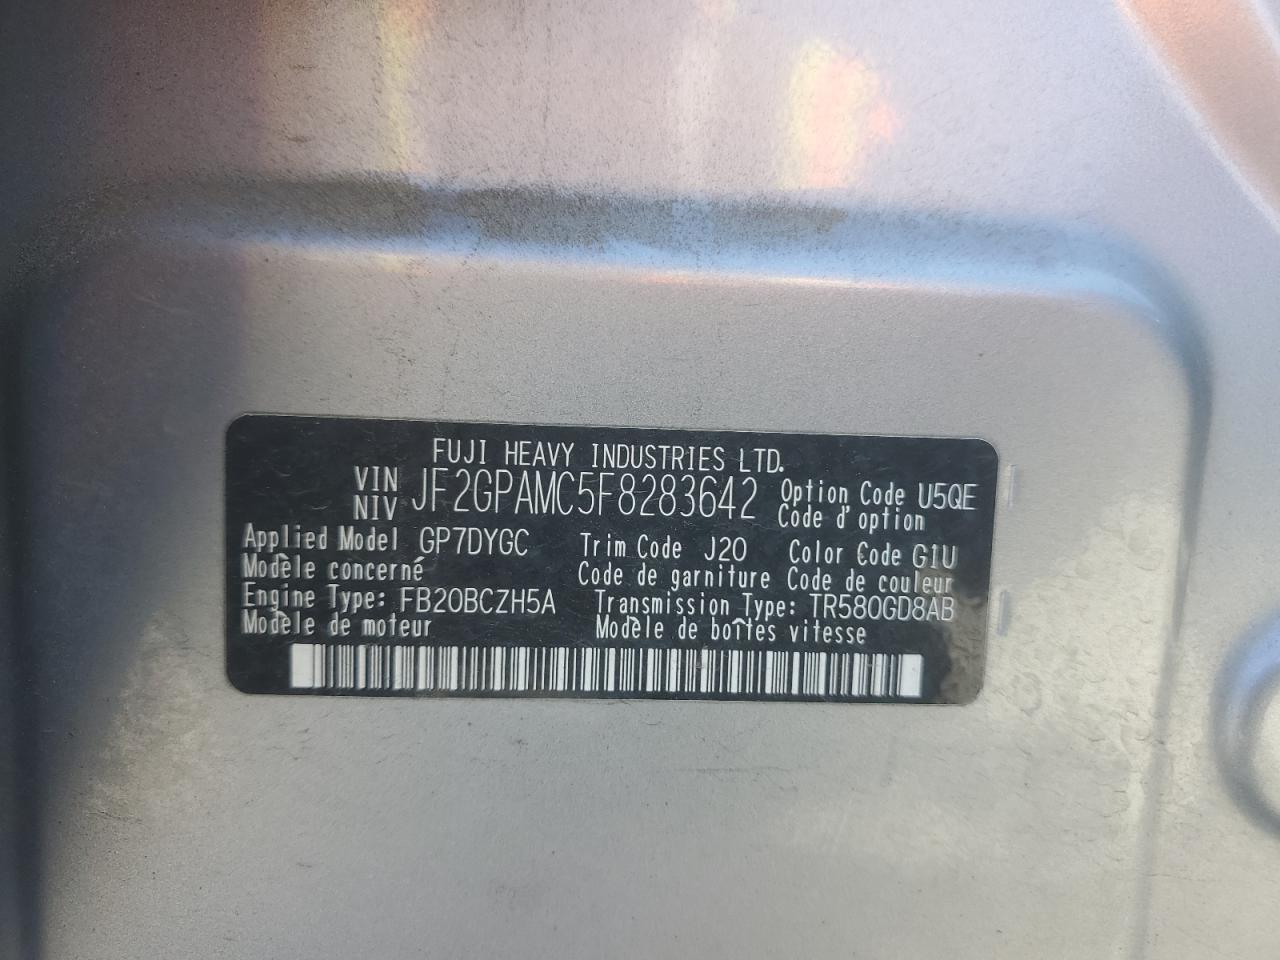 FUJI HEAVY INDUSTRIES LTD.
VIN NIV JF2GPAMC5F8283642 Option Code U5QE
Code d'option
Applied Model GP7DYGC Trim Code J20 Color Code G1U
Modèle concerné Code de garniture Code de couleur
Engine Type: FB20BCZH5A Transmission Type: TR580GD8AB
Modèle de moteur Modèle de boîtes vitesse